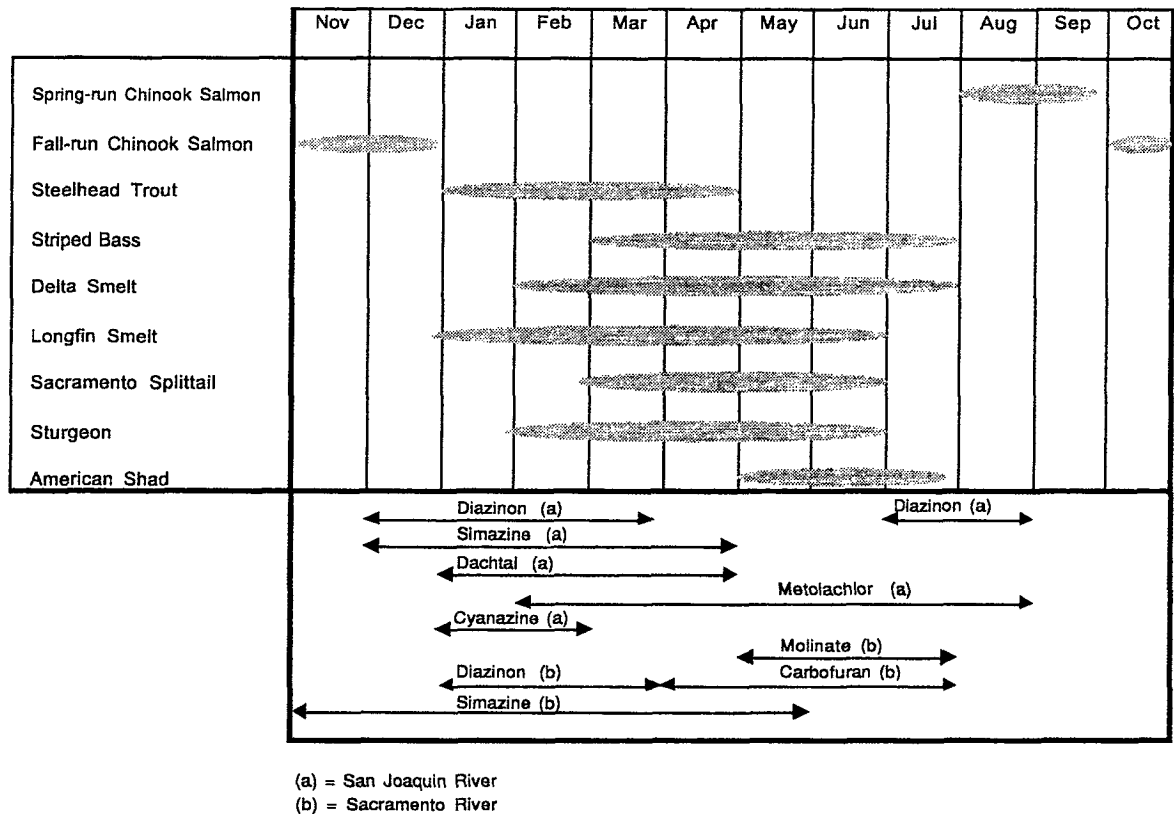 Nov Dec Jan Feb Mar Apr May Jun Jul Aug Sep Oct
Spring-run Chinook Salmon
Fall-run Chinook Salmon
Steelhead Trout
Striped Bass
Delta Smelt
Longfin Smelt
Sacramento Splittail
Sturgeon
American Shad
Diazinon (a) Diazinon (a)
Simazine (a)
Dachtal (a)
Metolachlor (a)
Cyanazine (a)
Molinate (b)
Diazinon (b) Carbofuran (b)
Simazine (b)
(a) = San Joaquin River
(b) = Sacramento River